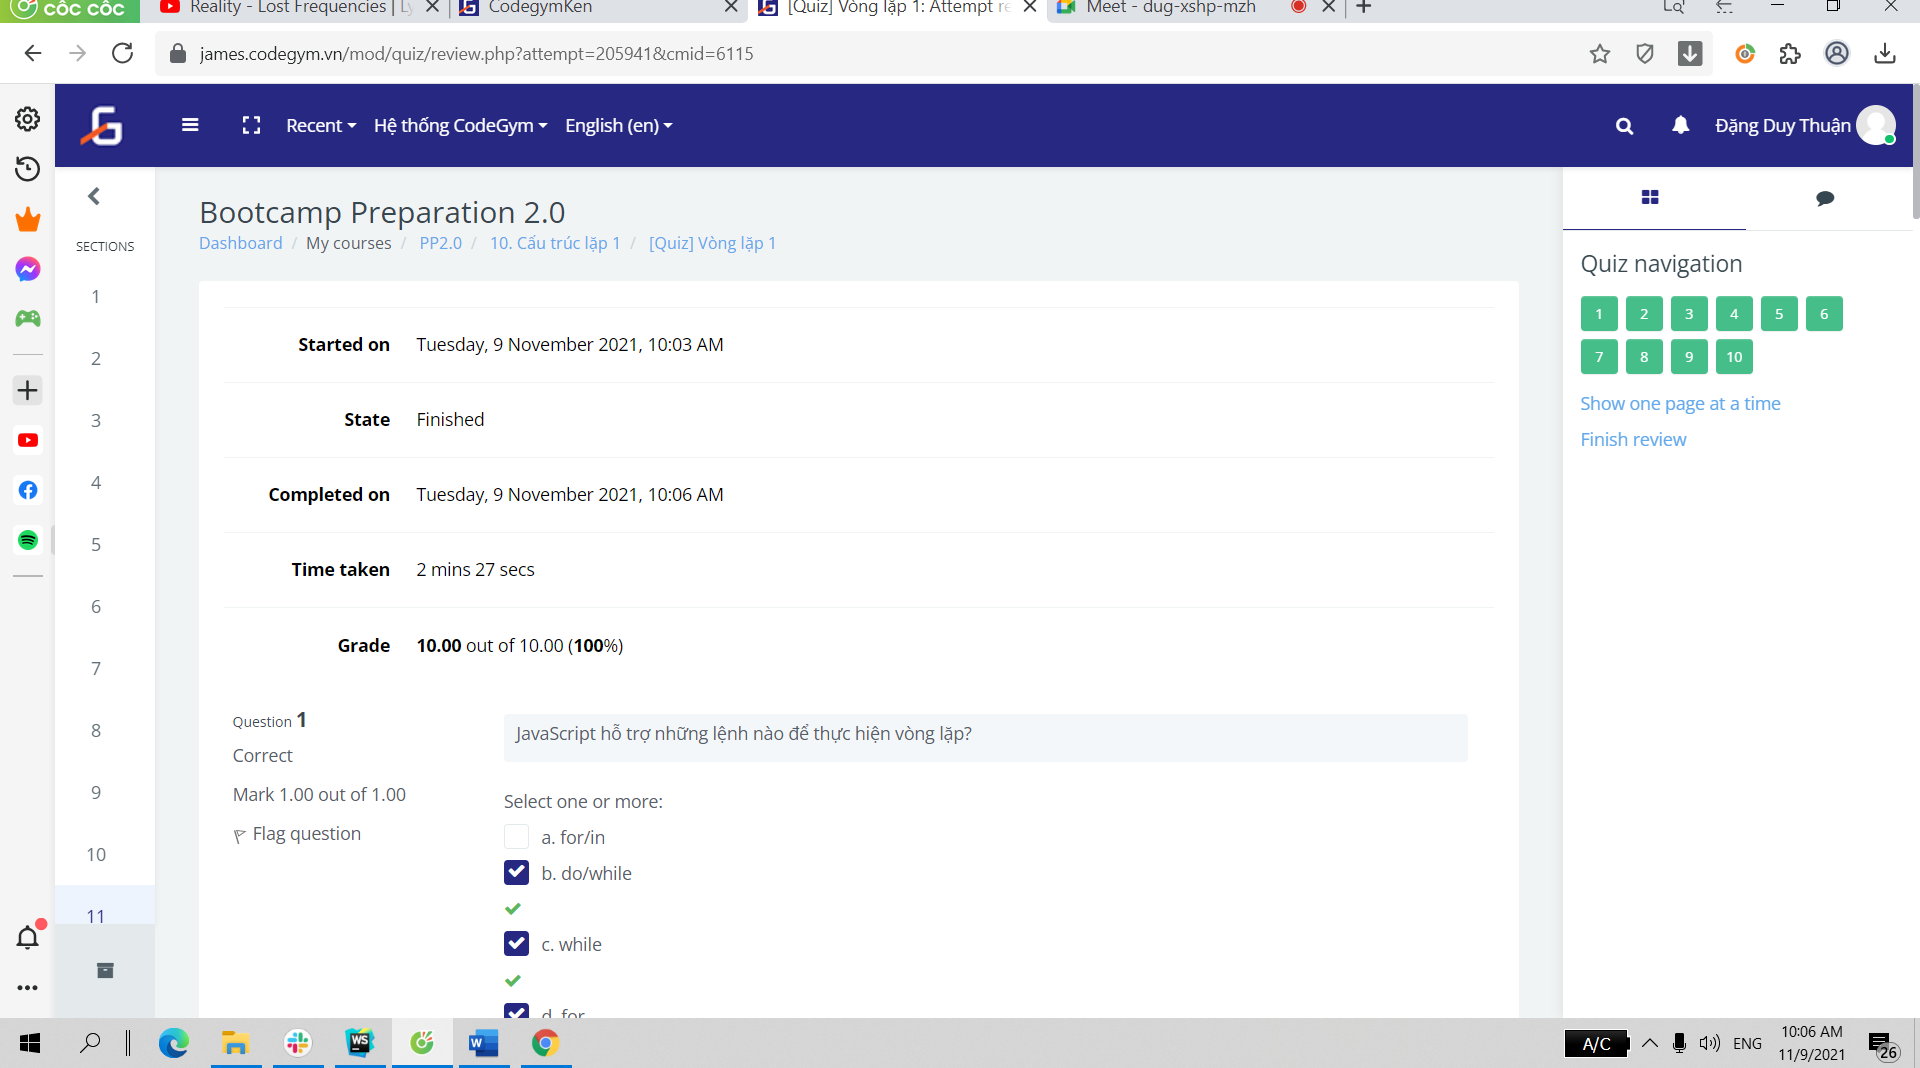 CỐC CỐC
Reality - Lost Frequencies | Ly
CodegymKen
[Quiz] Vòng lặp 1: Attempt re
Meet - dug-xshp-mzh
james.codegym.vn/mod/quiz/review.php?attempt=205941&cmid=6115
Recent
Hệ thống CodeGym
English (en)
Đặng Duy Thuận
SECTIONS
1
2
3
4
5
6
7
8
9
10
11
Bootcamp Preparation 2.0
Dashboard / My courses / PP2.0 / 10. Cấu trúc lặp 1 / [Quiz] Vòng lặp 1
Started on Tuesday, 9 November 2021, 10:03 AM
State Finished
Completed on Tuesday, 9 November 2021, 10:06 AM
Time taken 2 mins 27 secs
Grade 10.00 out of 10.00 (100%)
Question 1
Correct
Mark 1.00 out of 1.00
Flag question
JavaScript hỗ trợ những lệnh nào để thực hiện vòng lặp?
Select one or more:
a. for/in
b. do/while
c. while
d. for
Quiz navigation
1 2 3 4 5 6
7 8 9 10
Show one page at a time
Finish review
WS
W
A/C
ENG
10:06 AM
11/9/2021
26